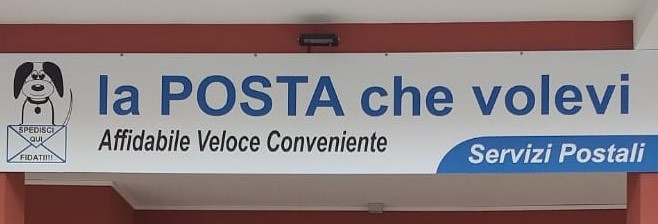 la POSTA che volevi
Affidabile Veloce Conveniente
Servizi Postali
SPEDISCI
QUI
FIDATI!!!